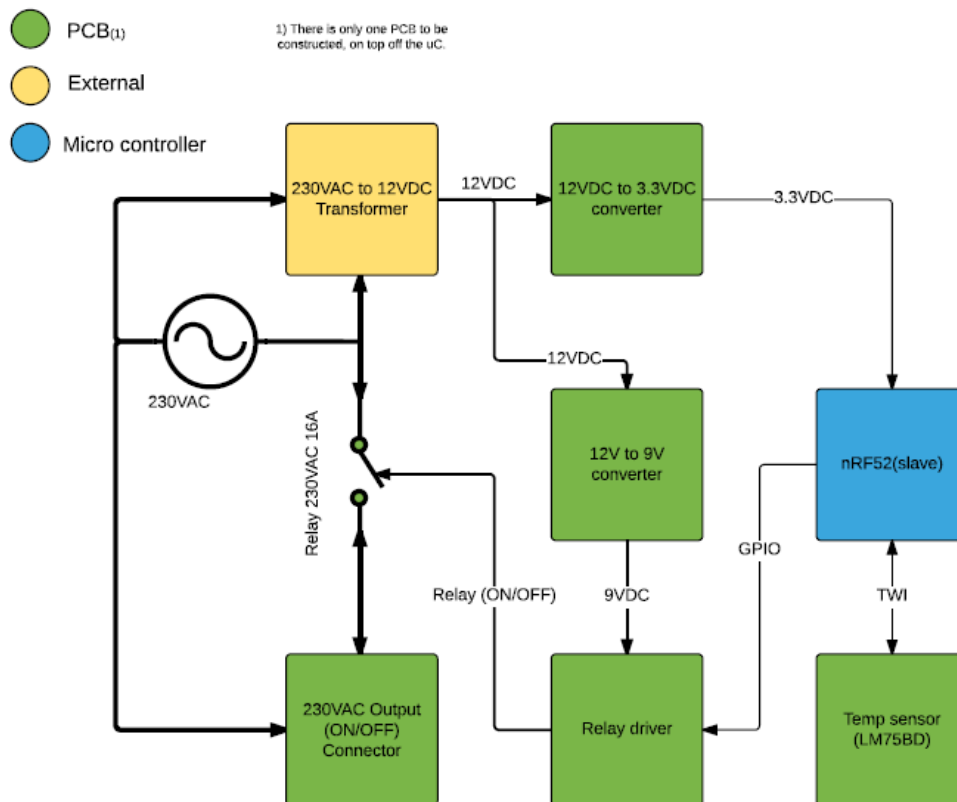 PCB(1)
1) There is only one PCB to be
constructed, on top off the uC.
External
Micro controller
230VAC to 12VDC
Transformer
12VDC
12VDC to 3.3VDC
converter
3.3VDC
230VAC
12VDC
Relay 230VAC 16A
12V to 9V
converter
nRF52(slave)
GPIO
Relay (ON/OFF)
9VDC
TWI
230VAC Output
(ON/OFF)
Connector
Relay driver
Temp sensor
(LM75BD)